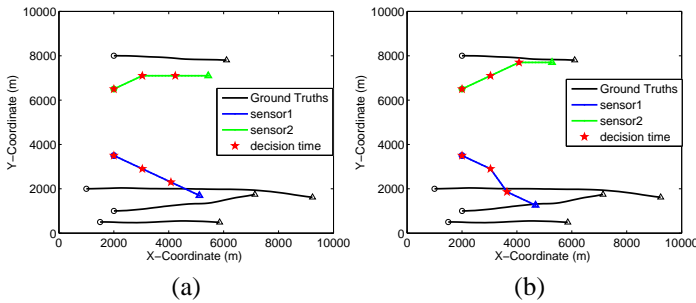 10000
8000
6000
4000
2000
0
0 2000 4000 6000 8000 10000
X-Coordinate (m)
Y-Coordinate (m)
Ground Truths
sensor1
sensor2
decision time
(a)
10000
8000
6000
4000
2000
0
0 2000 4000 6000 8000 10000
X-Coordinate (m)
Y-Coordinate (m)
Ground Truths
sensor1
sensor2
decision time
(b)